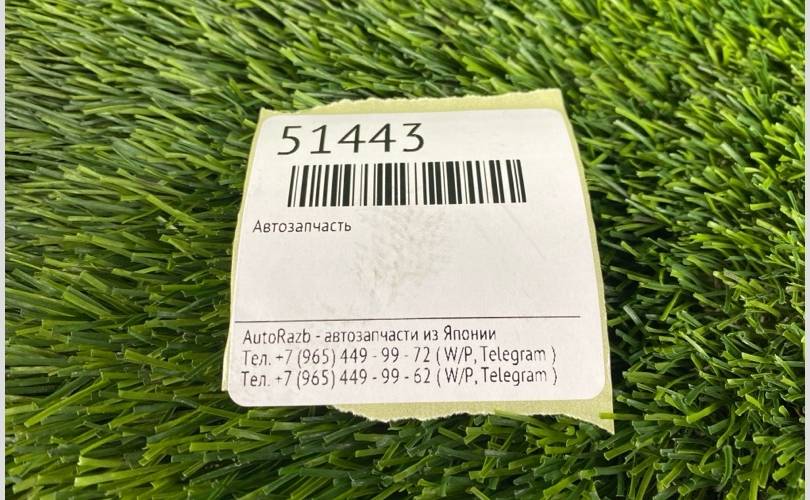 51443
Автозапчасть
AutoRazb - автозапчасти из Японии
Тел. +7 (965) 449 - 99 - 72 ( W/P, Telegram )
Тел. +7 (965) 449 - 99 - 62 ( W/P, Telegram )